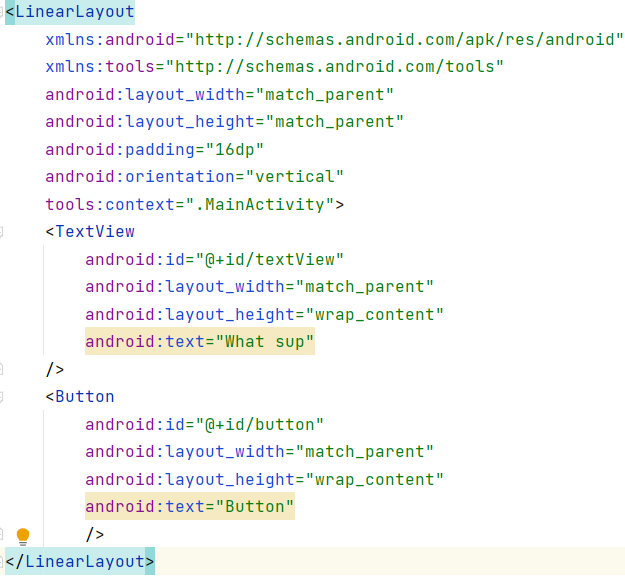 <LinearLayout
    xmlns:android="http://schemas.android.com/apk/res/android"
    xmlns:tools="http://schemas.android.com/tools"
    android:layout_width="match_parent"
    android:layout_height="match_parent"
    android:padding="16dp"
    android:orientation="vertical"
    tools:context=".MainActivity">
    <TextView
        android:id="@+id/textView"
        android:layout_width="match_parent"
        android:layout_height="wrap_content"
        android:text="What sup"
    />
    <Button
        android:id="@+id/button"
        android:layout_width="match_parent"
        android:layout_height="wrap_content"
        android:text="Button"
        />
</LinearLayout>